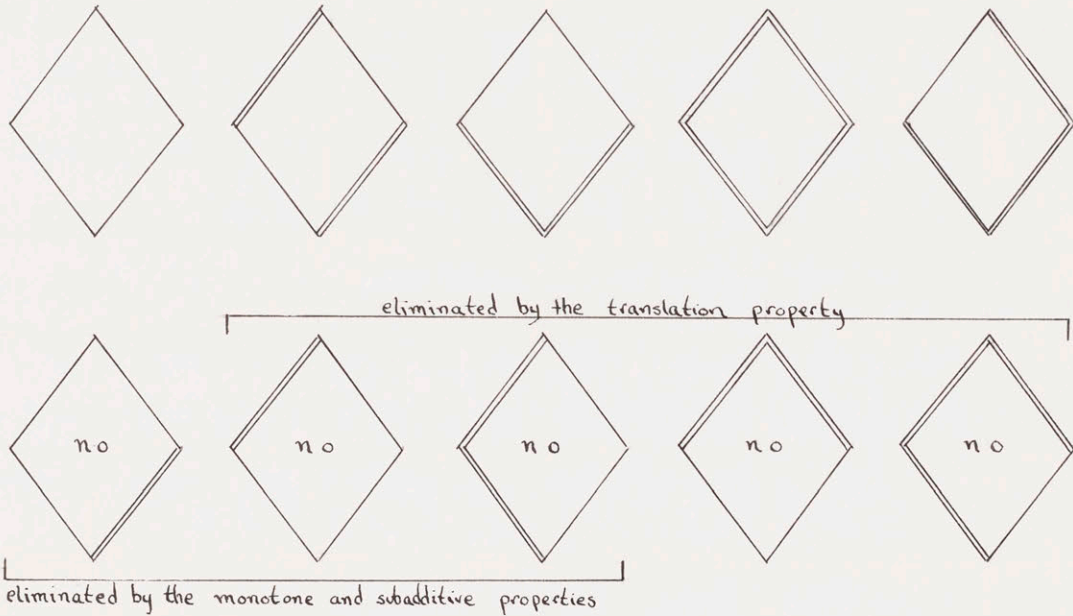 eliminated by the translation property
no no no no no
eliminated by the monotone and subadditive properties